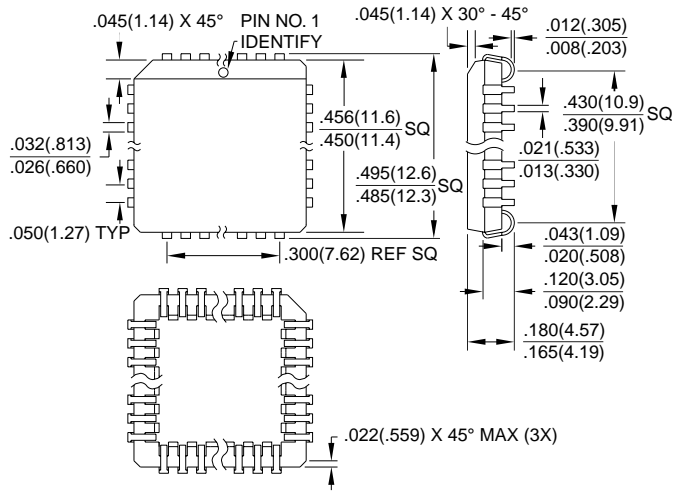 .045(1.14) X 45°
PIN NO. 1
IDENTIFY
.045(1.14) X 30° - 45°
.012(.305)
.008(.203)
.456(11.6)
.450(11.4)
SQ
.430(10.9)
.390(9.91)
SQ
.032(.813)
.026(.660)
.021(.533)
.013(.330)
.495(12.6)
.485(12.3)
SQ
.050(1.27) TYP
.300(7.62) REF SQ
.043(1.09)
.020(.508)
.120(3.05)
.090(2.29)
.180(4.57)
.165(4.19)
.022(.559) X 45° MAX (3X)